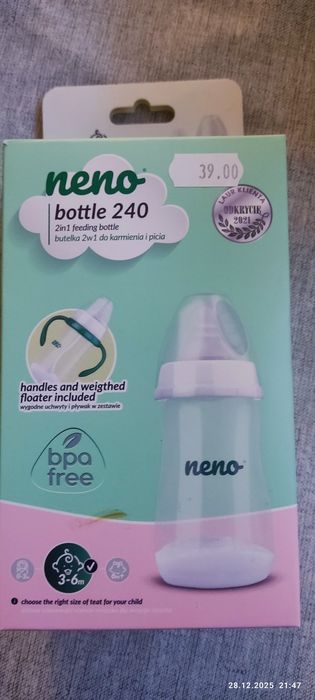 neno
39.00
bottle 240
2in1 feeding bottle
butelka 2w1 do karmienia i picia
LAUR KLIENTA
ODKRYCIE
2021
handles and weigthed
floater included
wygodne uchwyty i pływak w zestawie
neno
bpa
free
3-6m
choose the right size of teat for your child
28.12.2025 21:47